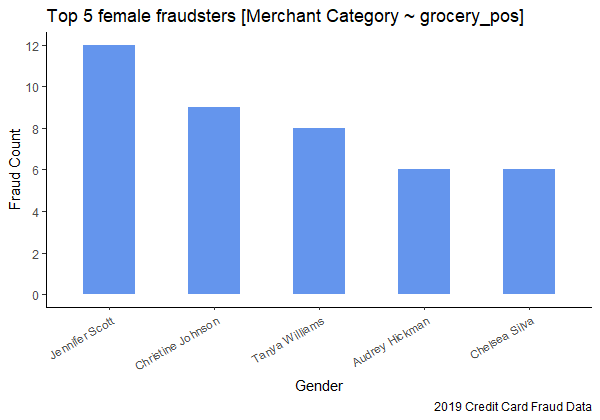 Top 5 female fraudsters [Merchant Category ~ grocery_pos]
Fraud Count
12
10
8
6
4
2
0
Jennifer Scott
Christine Johnson
Tanya Williams
Audrey Hickman
Chelsea Silva
Gender
2019 Credit Card Fraud Data